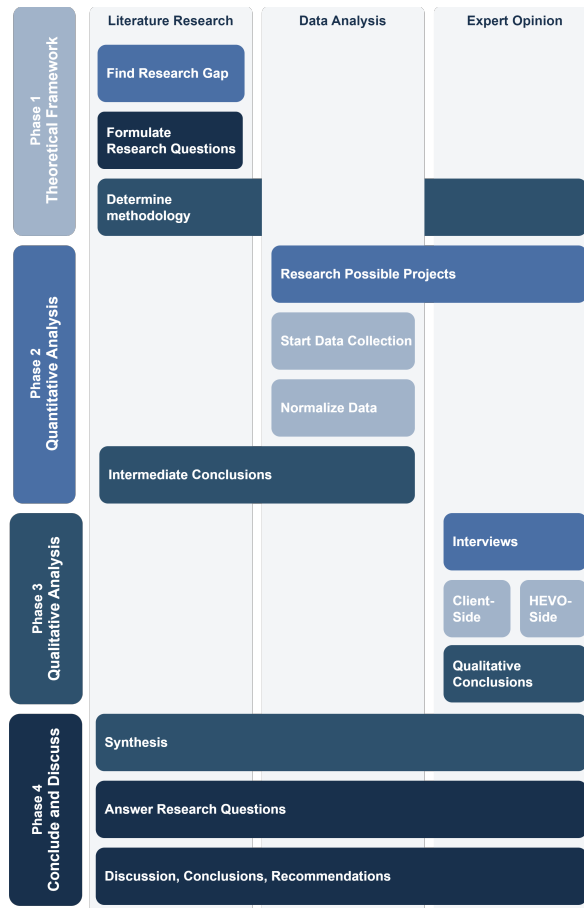 Literature Research
Data Analysis
Expert Opinion
Phase 1
Theoretical Framework
Find Research Gap
Formulate
Research Questions
Determine
methodology
Phase 2
Quantitative Analysis
Research Possible Projects
Start Data Collection
Normalize Data
Intermediate Conclusions
Phase 3
Qualitative Analysis
Interviews
Client-
Side
HEVO-
Side
Qualitative
Conclusions
Phase 4
Conclude and Discuss
Synthesis
Answer Research Questions
Discussion, Conclusions, Recommendations